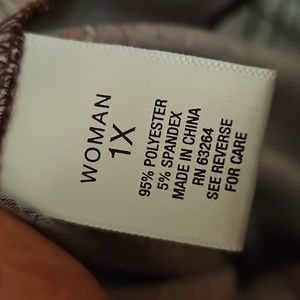 WOMAN
1X
95% POLYESTER
5% SPANDEX
MADE IN CHINA
RN 63264
SEE REVERSE
FOR CARE